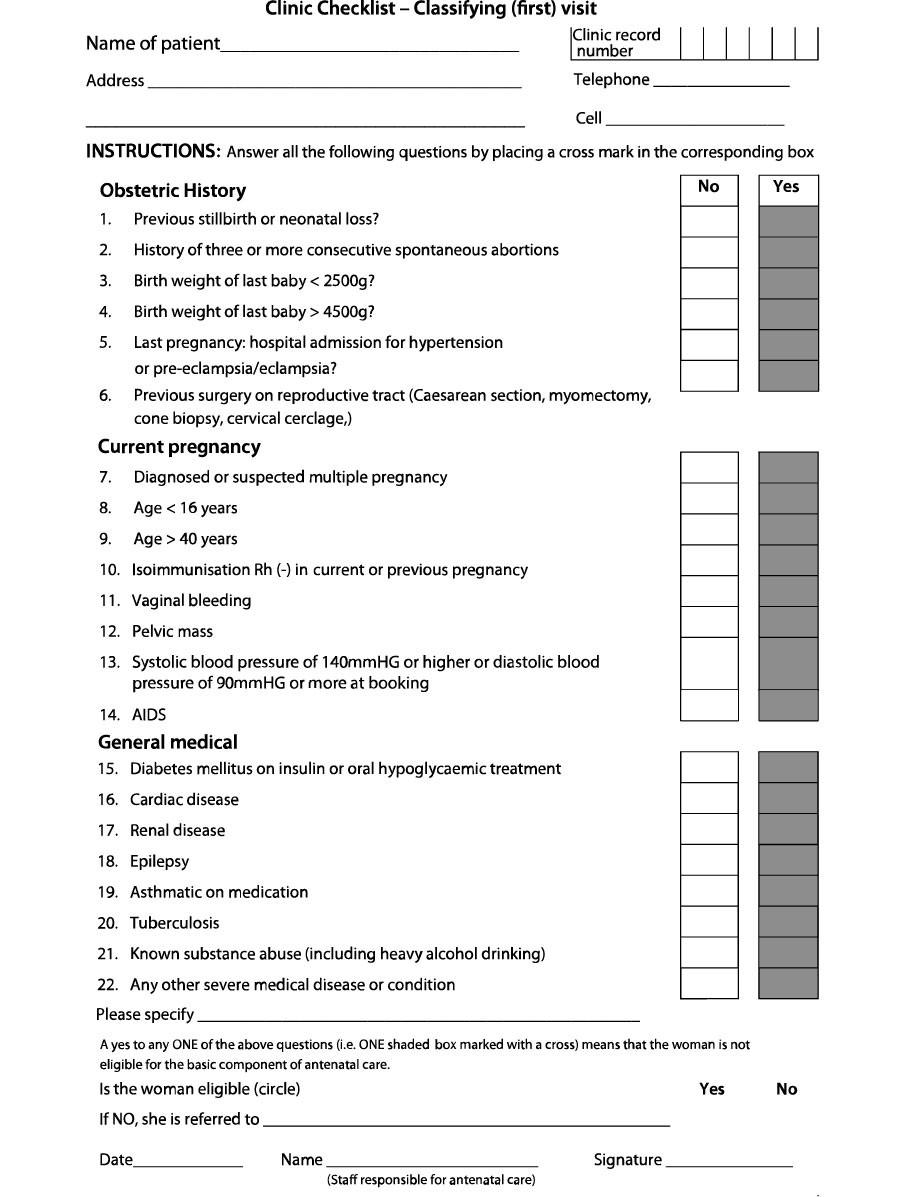 Clinic Checklist – Classifying (first) visit
Name of patient
Clinic record
number
Address
Telephone
Cell
INSTRUCTIONS: Answer all the following questions by placing a cross mark in the corresponding box
Obstetric History
No Yes
1. Previous stillbirth or neonatal loss?
2. History of three or more consecutive spontaneous abortions
3. Birth weight of last baby < 2500g?
4. Birth weight of last baby > 4500g?
5. Last pregnancy: hospital admission for hypertension
or pre-eclampsia/eclampsia?
6. Previous surgery on reproductive tract (Caesarean section, myomectomy,
cone biopsy, cervical cerclage,)
Current pregnancy
7. Diagnosed or suspected multiple pregnancy
8. Age < 16 years
9. Age > 40 years
10. Isoimmunisation Rh (-) in current or previous pregnancy
11. Vaginal bleeding
12. Pelvic mass
13. Systolic blood pressure of 140mmHG or higher or diastolic blood
pressure of 90mmHG or more at booking
14. AIDS
General medical
15. Diabetes mellitus on insulin or oral hypoglycaemic treatment
16. Cardiac disease
17. Renal disease
18. Epilepsy
19. Asthmatic on medication
20. Tuberculosis
21. Known substance abuse (including heavy alcohol drinking)
22. Any other severe medical disease or condition
Please specify
A yes to any ONE of the above questions (i.e. ONE shaded box marked with a cross) means that the woman is not
eligible for the basic component of antenatal care.
Is the woman eligible (circle) Yes No
If NO, she is referred to
Date Name Signature
(Staff responsible for antenatal care)